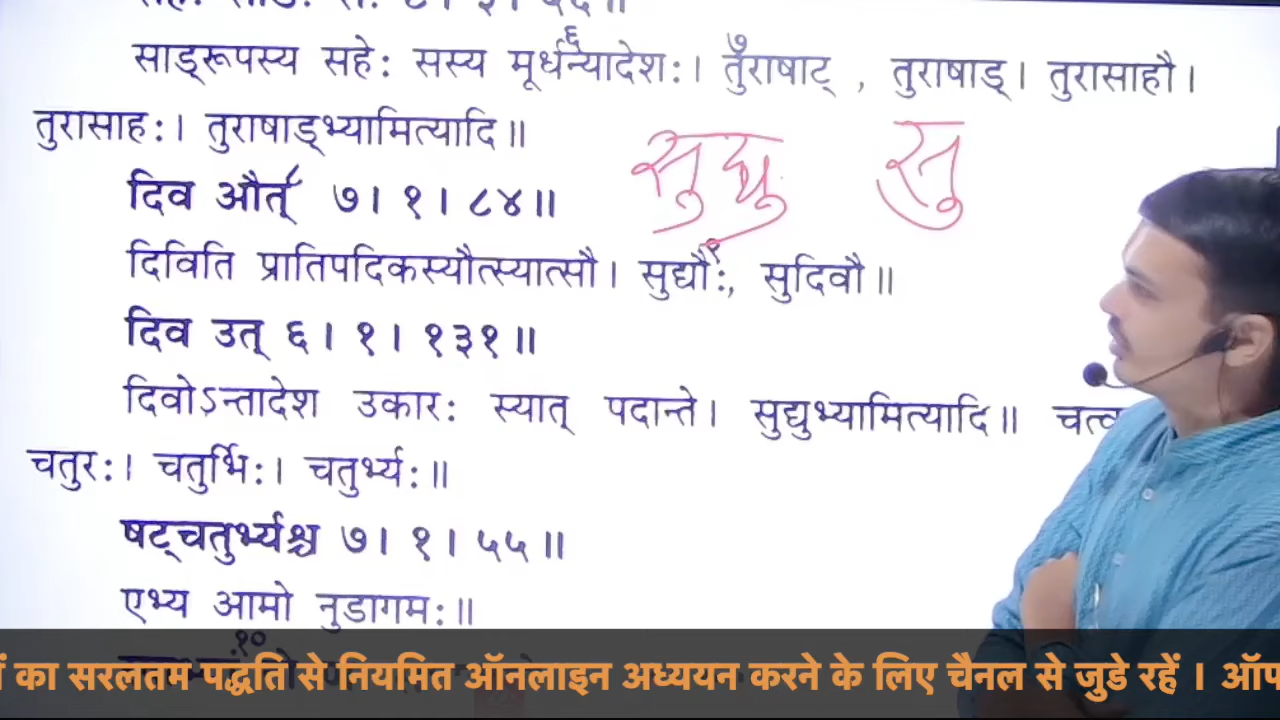 साड्रूपस्य सहेः सस्य मूर्धन्यादेशः। तुराषाट् , तुराषाड्। तुरासाहौ।
तुरासाहः। तुराषाड्भ्यामित्यादि॥
सुद्यु सु
दिव औत् ७। १। ८४॥
दिविति प्रातिपदिकस्यौत्स्यात्सौ। सुद्यौः, सुदिवौ॥
दिव उत् ६। १। १३१॥
दिवोऽन्तादेश उकारः स्यात् पदान्ते। सुद्युभ्यामित्यादि॥
चतुरः। चतुर्भिः। चतुर्भ्यः॥
षट्चतुर्भ्यश्च ७। १। ५५॥
एभ्य आमो नुडागमः॥
का सरलतम पद्धति से नियमित ऑनलाइन अध्ययन करने के लिए चैनल से जुडे रहें ।